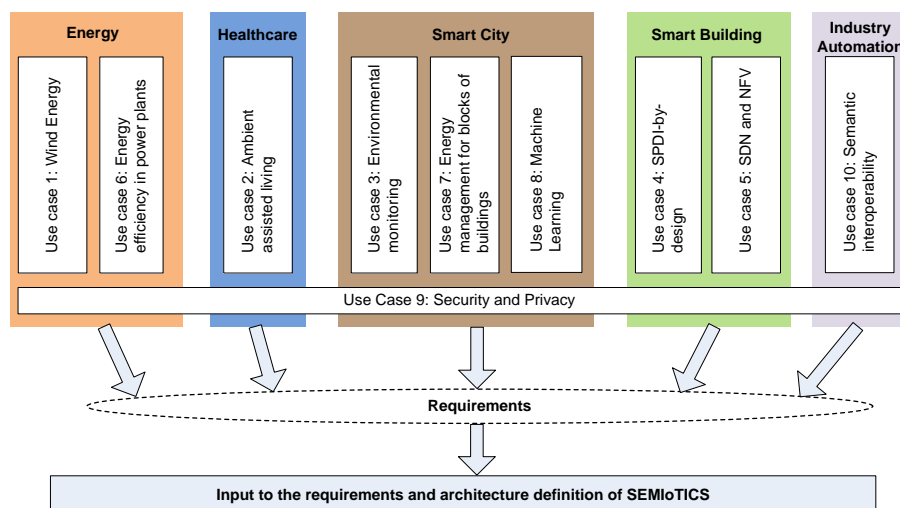 Energy
Healthcare
Smart City
Smart Building
Industry
Automation
Use case 1: Wind Energy
Use case 6: Energy
efficiency in power plants
Use case 2: Ambient
assisted living
Use case 3: Environmental
monitoring
Use case 7: Energy
management for blocks of
buildings
Use case 8: Machine
Learning
Use case 4: SPDI-by-
design
Use case 5: SDN and NFV
Use case 10: Semantic
interoperability
Use Case 9: Security and Privacy
Requirements
Input to the requirements and architecture definition of SEMIoTICS